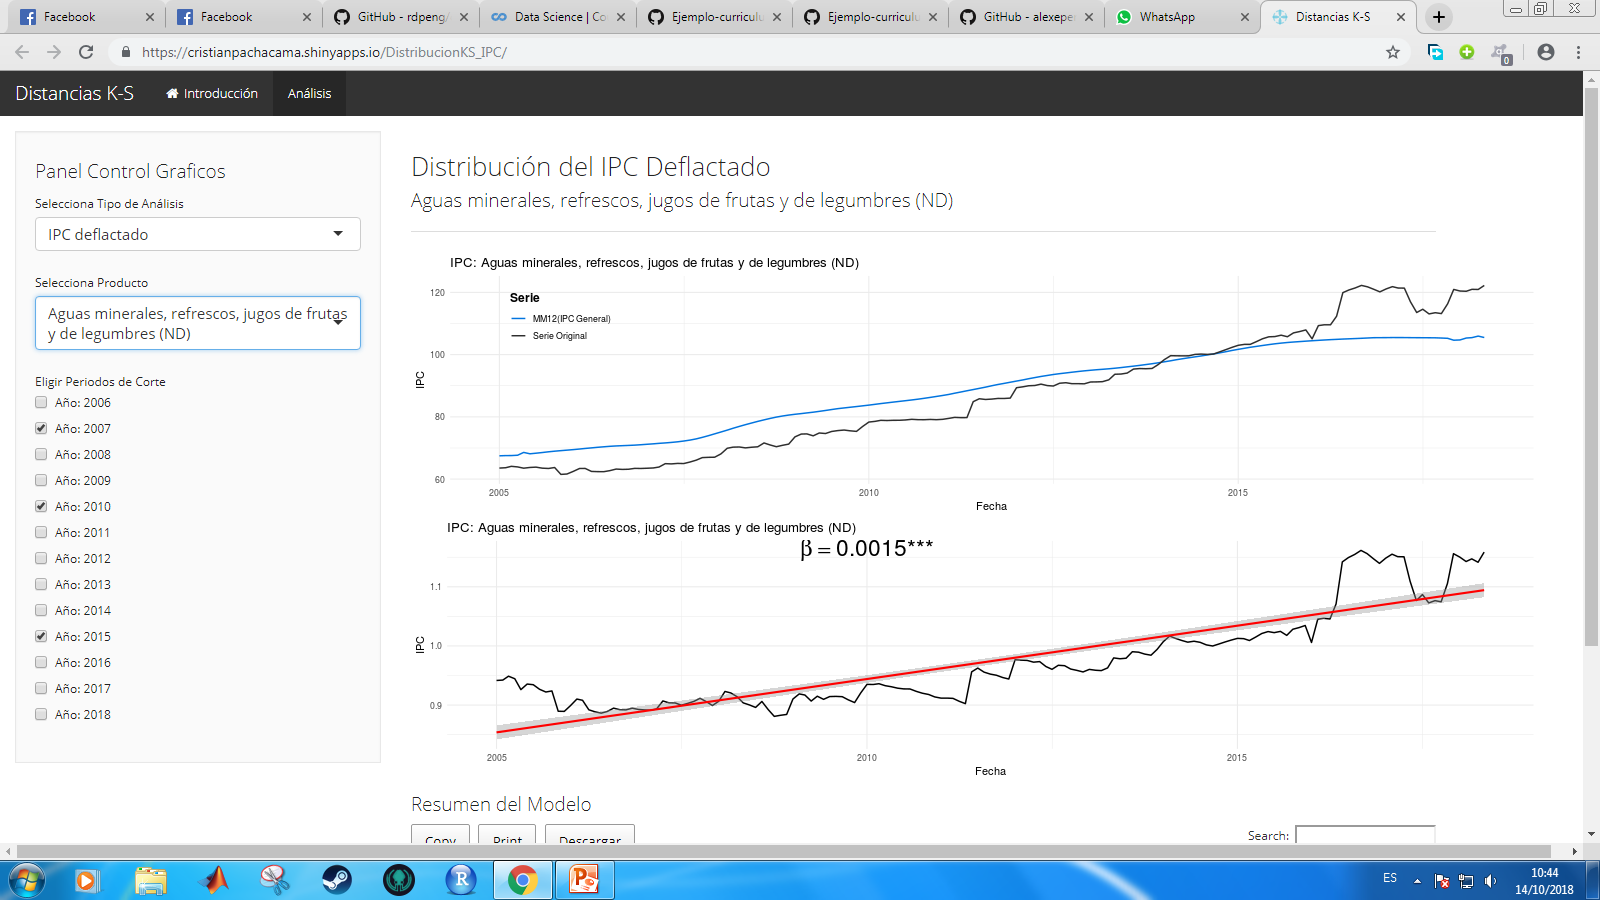 Facebook
Facebook
GitHub - rdpeng/
Data Science | Co
Ejemplo-curriculu
Ejemplo-curriculu
GitHub - alexepe
WhatsApp
Distancias K-S
https://cristianpachacama.shinyapps.io/DistribucionKS_IPC/
0
Distancias K-S
Introducción
Análisis
Panel Control Graficos
Selecciona Tipo de Análisis
IPC deflactado
Selecciona Producto
Aguas minerales, refrescos, jugos de frutas
y de legumbres (ND)
Eligir Periodos de Corte
Año: 2006
Año: 2007
Año: 2008
Año: 2009
Año: 2010
Año: 2011
Año: 2012
Año: 2013
Año: 2014
Año: 2015
Año: 2016
Año: 2017
Año: 2018
Distribución del IPC Deflactado
Aguas minerales, refrescos, jugos de frutas y de legumbres (ND)
IPC: Aguas minerales, refrescos, jugos de frutas y de legumbres (ND)
Serie
MM12(IPC General)
Serie Original
120
100
80
60
IPC
2005
2010
2015
Fecha
IPC: Aguas minerales, refrescos, jugos de frutas y de legumbres (ND)
β = 0.0015***
1.1
1.0
0.9
IPC
2005
2010
2015
Fecha
Resumen del Modelo
Copy
Print
Descargar
Search:
ES
10:44
14/10/2018